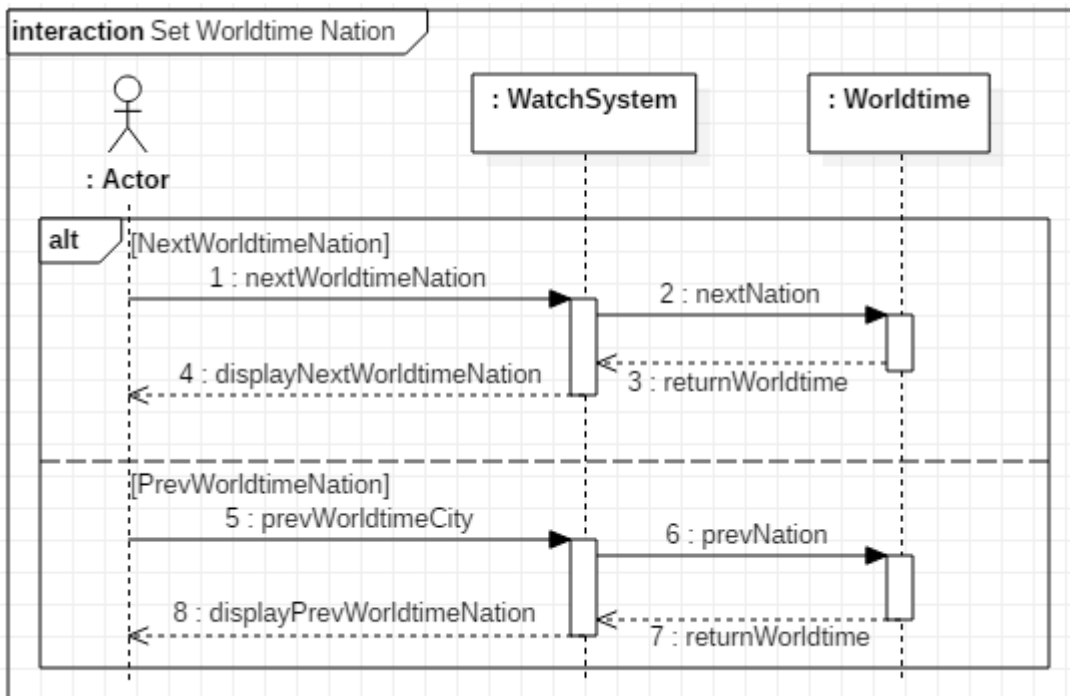 interaction Set Worldtime Nation
: Actor
: WatchSystem
: Worldtime
alt
[NextWorldtimeNation]
1 : nextWorldtimeNation
2 : nextNation
3 : returnWorldtime
4 : displayNextWorldtimeNation
[PrevWorldtimeNation]
5 : prevWorldtimeCity
6 : prevNation
7 : returnWorldtime
8 : displayPrevWorldtimeNation